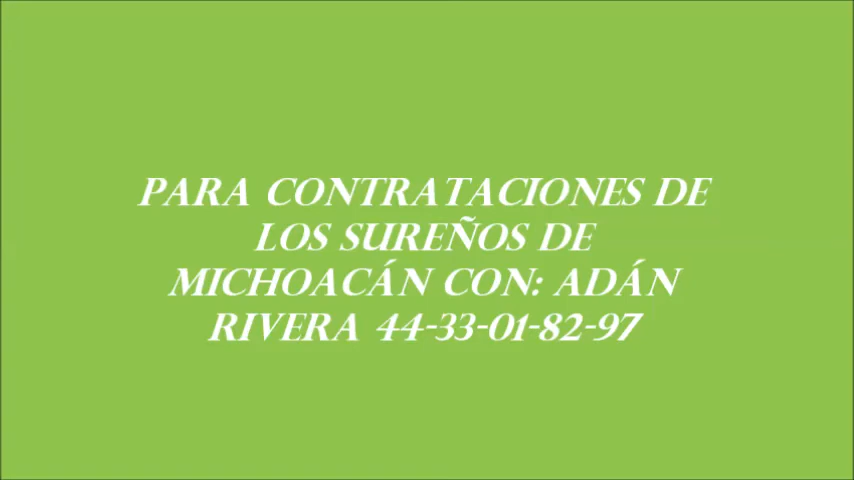 PARA CONTRATACIONES DE
LOS SUREÑOS DE
MICHOACÁN CON: ADÁN
RIVERA 44-33-01-82-97